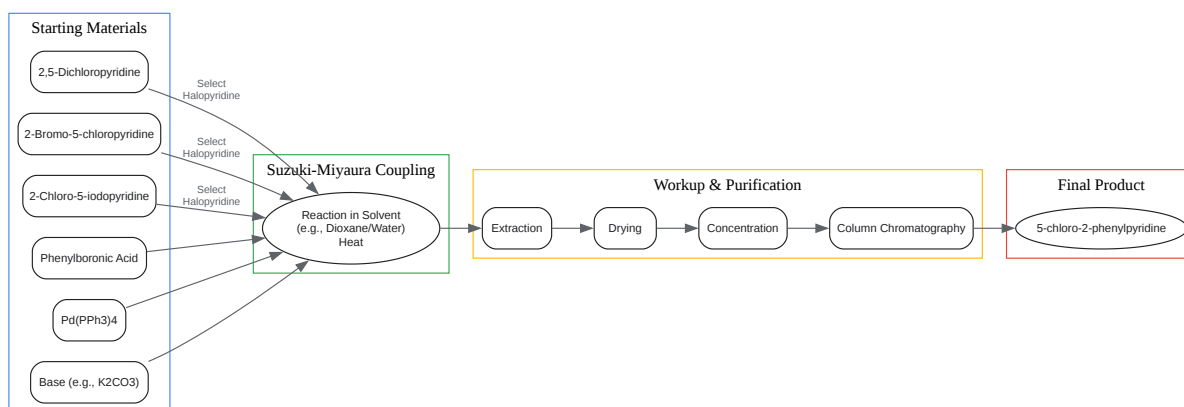 Starting Materials
2,5-Dichloropyridine
2-Bromo-5-chloropyridine
2-Chloro-5-iodopyridine
Phenylboronic Acid
Pd(PPh3)4
Base (e.g., K2CO3)
Select
Halopyridine
Select
Halopyridine
Select
Halopyridine
Suzuki-Miyaura Coupling
Reaction in Solvent
(e.g., Dioxane/Water)
Heat
Workup & Purification
Extraction
Drying
Concentration
Column Chromatography
Final Product
5-chloro-2-phenylpyridine